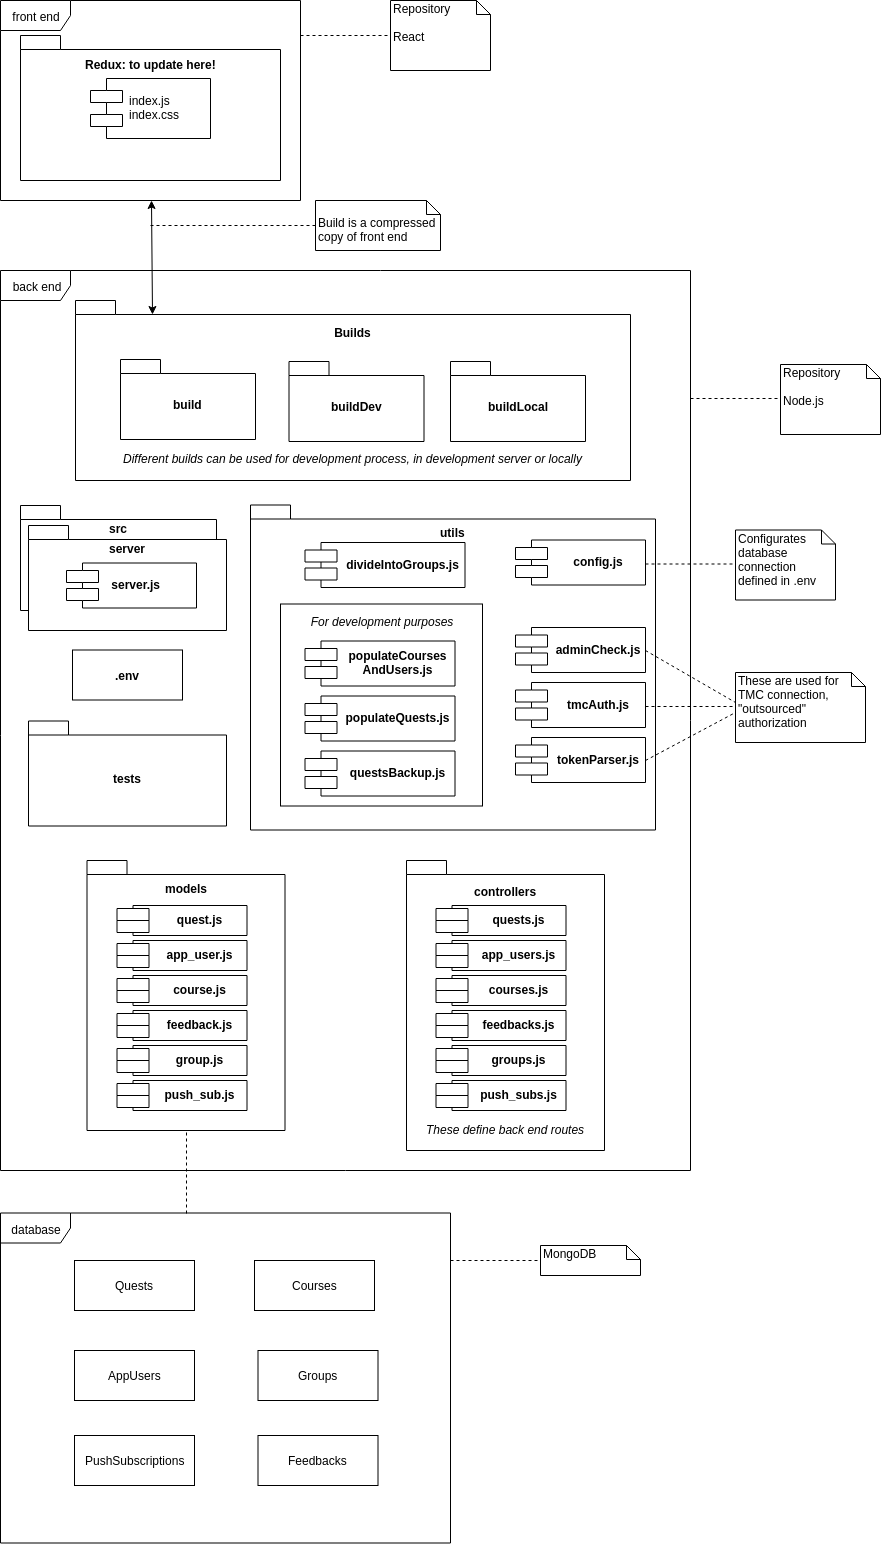 front end
Redux: to update here!
index.js
index.css
Repository
React
Build is a compressed
copy of front end
back end
Builds
build
buildDev
buildLocal
Different builds can be used for development process, in development server or locally
Repository
Node.js
src
server
server.js
.env
tests
utils
divideIntoGroups.js
config.js
For development purposes
populateCourses
AndUsers.js
populateQuests.js
questsBackup.js
adminCheck.js
tmcAuth.js
tokenParser.js
Configurates
database
connection
defined in .env
These are used for
TMC connection,
"outsourced"
authorization
models
quest.js
app_user.js
course.js
feedback.js
group.js
push_sub.js
controllers
quests.js
app_users.js
courses.js
feedbacks.js
groups.js
push_subs.js
These define back end routes
database
Quests
Courses
AppUsers
Groups
PushSubscriptions
Feedbacks
MongoDB